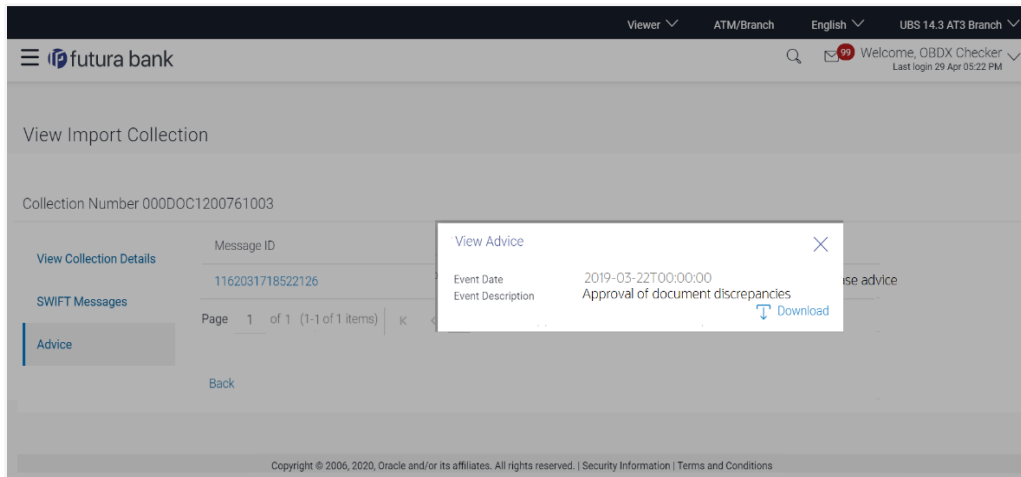 Viewer ATM/Branch English UBS 14.3 AT3 Branch
futura bank
99 Welcome, OBDX Checker
Last login 29 Apr 05:22 PM
View Import Collection
Collection Number 000DOC1200761003
View Collection Details
SWIFT Messages
Advice
Message ID
1162031718522126
Page 1 of 1 (1-1 of 1 items)
Back
View Advice
Event Date 2019-03-22T00:00:00
Event Description Approval of document discrepancies
Download
advice
Copyright © 2006, 2020, Oracle and/or its affiliates. All rights reserved. | Security Information | Terms and Conditions